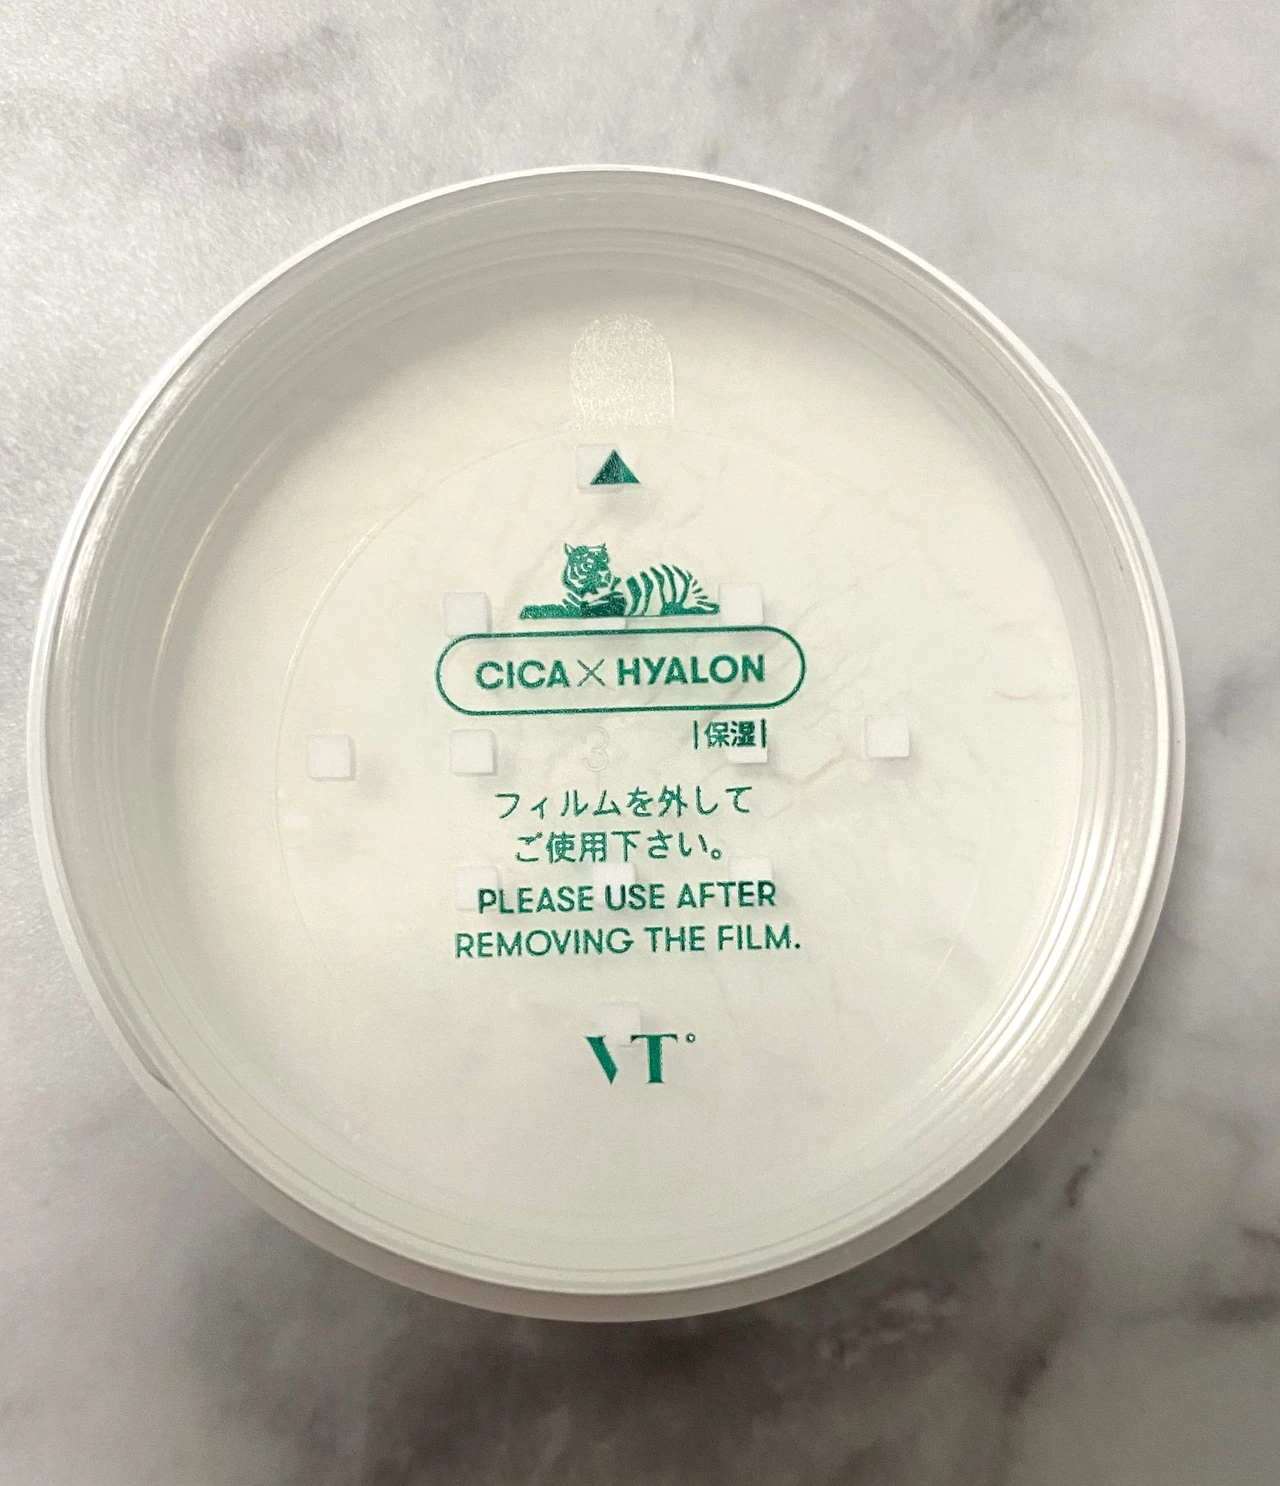 CICA×HYALON
|保湿|
フィルムを外して
ご使用下さい。
PLEASE USE AFTER
REMOVING THE FILM.
VT°
3